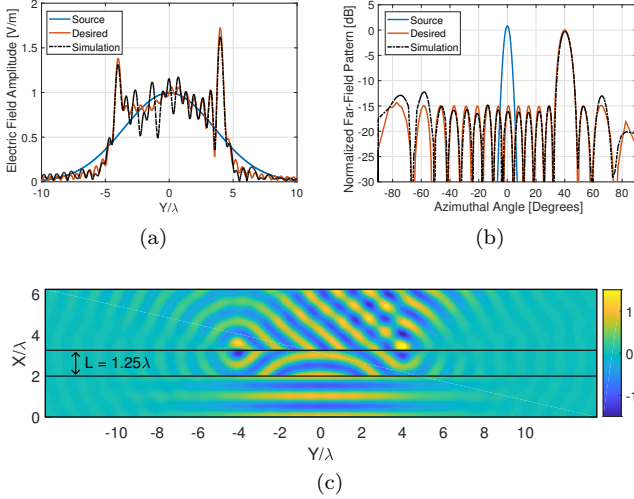 2
Source
Desired
Simulation
1.5
1
0.5
0
Electric Field Amplitude [V/m]
-10 -5 0 5 10
Y/λ
(a)
5
Source
0
Desired
Simulation
-5
-10
-15
-20
-25
-30
Normalized Far-Field Pattern [dB]
-80 -60 -40 -20 0 20 40 60 80
Azimuthal Angle [Degrees]
(b)
6
4
2
0
X/λ
L = 1.25λ
-10 -8 -6 -4 -2 0 2 4 6 8 10
Y/λ
1
0
-1
(c)